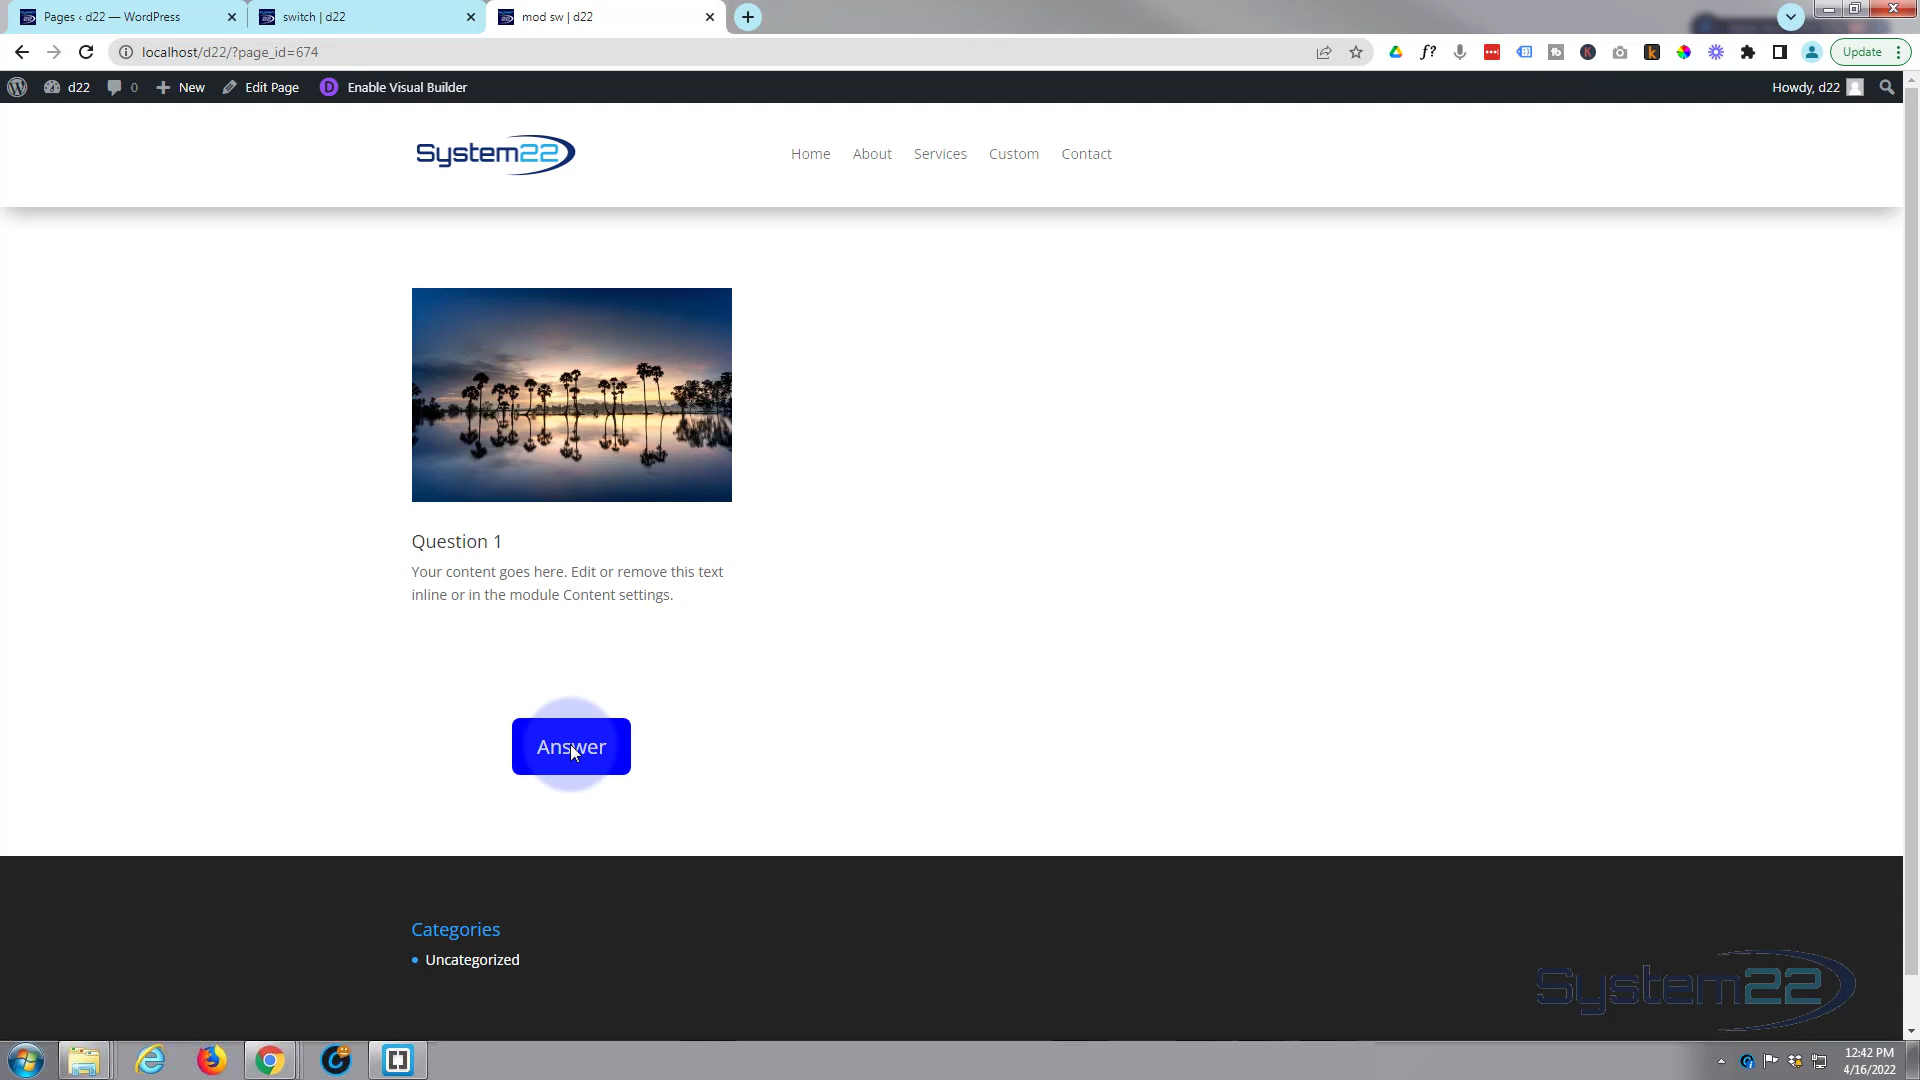 Pages ‹ d22 — WordPress
switch | d22
mod sw | d22
localhost/d22/?page_id=674
Update
d22
0
New
Edit Page
D
Enable Visual Builder
Howdy, d22
System22
Home
About
Services
Custom
Contact
Question 1
Your content goes here. Edit or remove this text
inline or in the module Content settings.
Answer
Categories
Uncategorized
System22
12:42 PM
4/16/2022